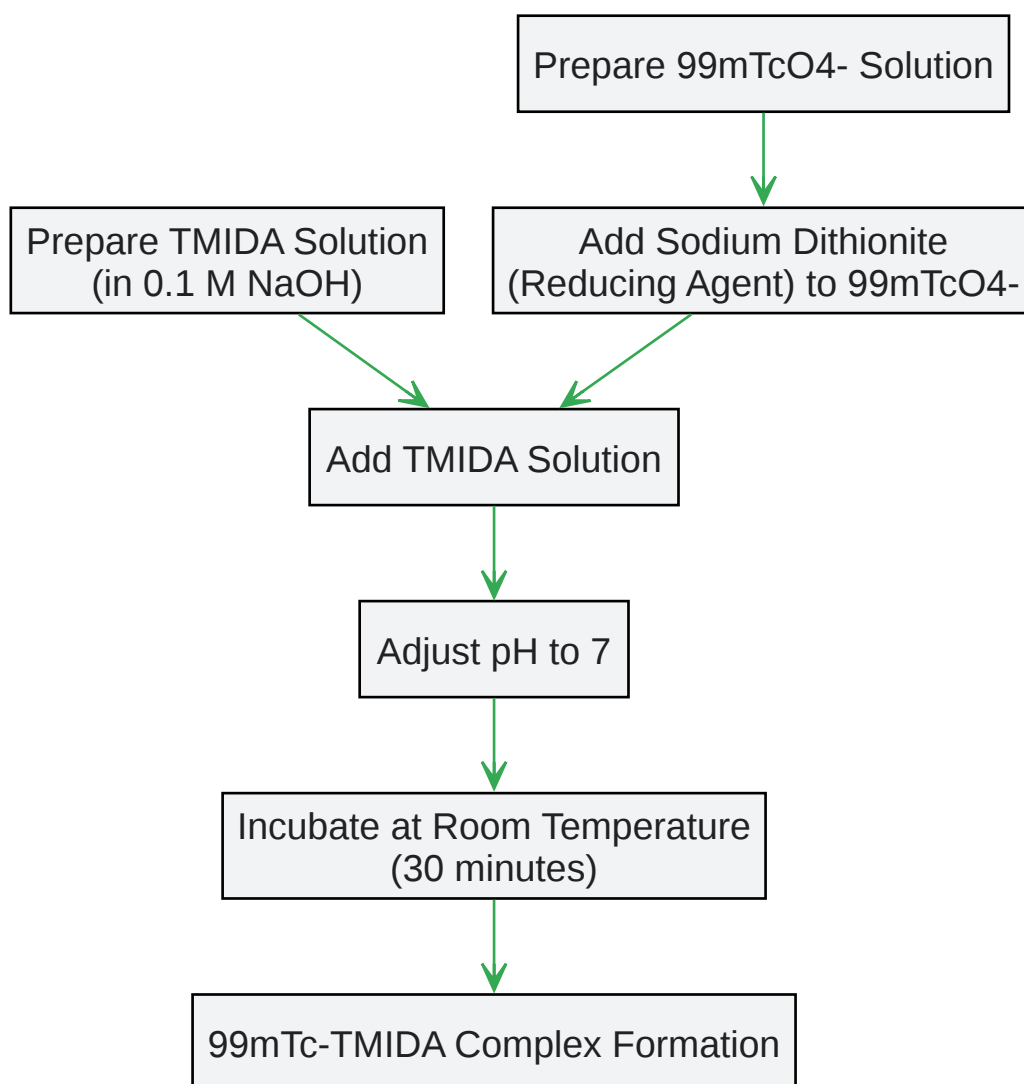 Prepare 99mTcO4- Solution
Prepare TMIDA Solution
(in 0.1 M NaOH)
Add Sodium Dithionite
(Reducing Agent) to 99mTcO4-
Add TMIDA Solution
Adjust pH to 7
Incubate at Room Temperature
(30 minutes)
99mTc-TMIDA Complex Formation